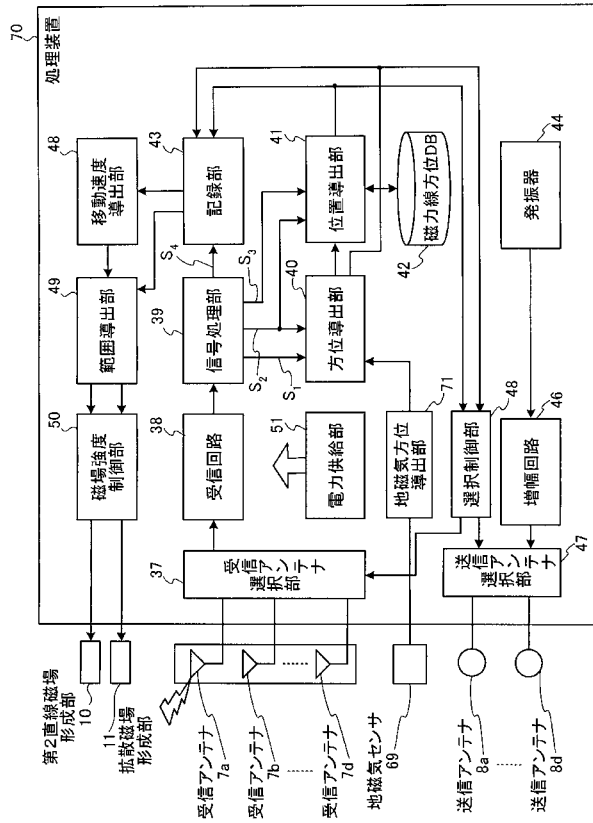 70
処理装置
48
移動速度
導出部
49
範囲導出部
50
磁場強度
制御部
第2直線磁場
形成部
10
11
拡散磁場
形成部
43
記録部
S4
39
信号処理部
38
受信回路
37
受信アンテナ
選択部
受信アンテナ
7a
受信アンテナ
7b
受信アンテナ
7d
S3
S2
S1
41
位置導出部
40
方位導出部
51
電力供給部
42
磁力線方位DB
71
地磁気方位
導出部
地磁気センサ
69
44
発振器
48
選択制御部
46
増幅回路
47
送信アンテナ
選択部
送信アンテナ
8a
送信アンテナ
8d